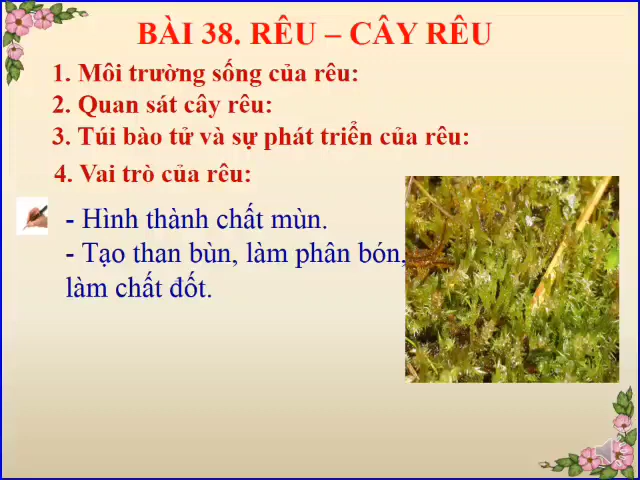 BÀI 38. RÊU – CÂY RÊU
1. Môi trường sống của rêu:
2. Quan sát cây rêu:
3. Túi bào tử và sự phát triển của rêu:
4. Vai trò của rêu:
- Hình thành chất mùn.
- Tạo than bùn, làm phân bón,
làm chất đốt.